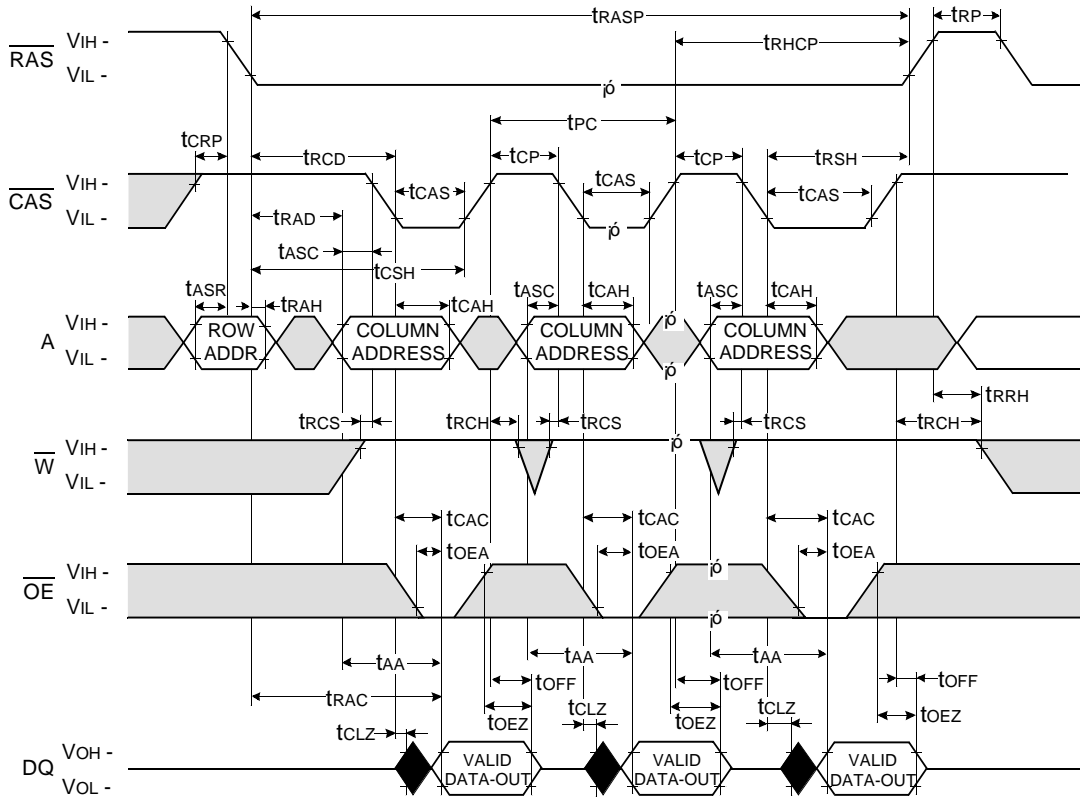 tRASP
tRP
tRHCP
RAS
VIH -
VIL -
¡ó
tPC
tCRP
tRCD
tCP
tCP
tRSH
CAS
VIH -
VIL -
tCAS
tCAS
tCAS
¡ó
tRAD
tASC
tCSH
tASR
tRAH
tCAH
tASC
tCAH
tASC
tCAH
A
VIH -
VIL -
ROW
ADDR.
COLUMN
ADDRESS
COLUMN
ADDRESS
¡ó
¡ó
COLUMN
ADDRESS
tRRH
tRCS
tRCH
tRCS
tRCS
tRCH
W
VIH -
VIL -
¡ó
tCAC
tCAC
tCAC
tOEA
tOEA
tOEA
OE
VIH -
VIL -
¡ó
¡ó
tAA
tAA
tAA
tRAC
tOFF
tOFF
tOFF
tCLZ
tOEZ
tCLZ
tOEZ
tCLZ
tOEZ
DQ
VOH -
VOL -
VALID
DATA-OUT
VALID
DATA-OUT
VALID
DATA-OUT